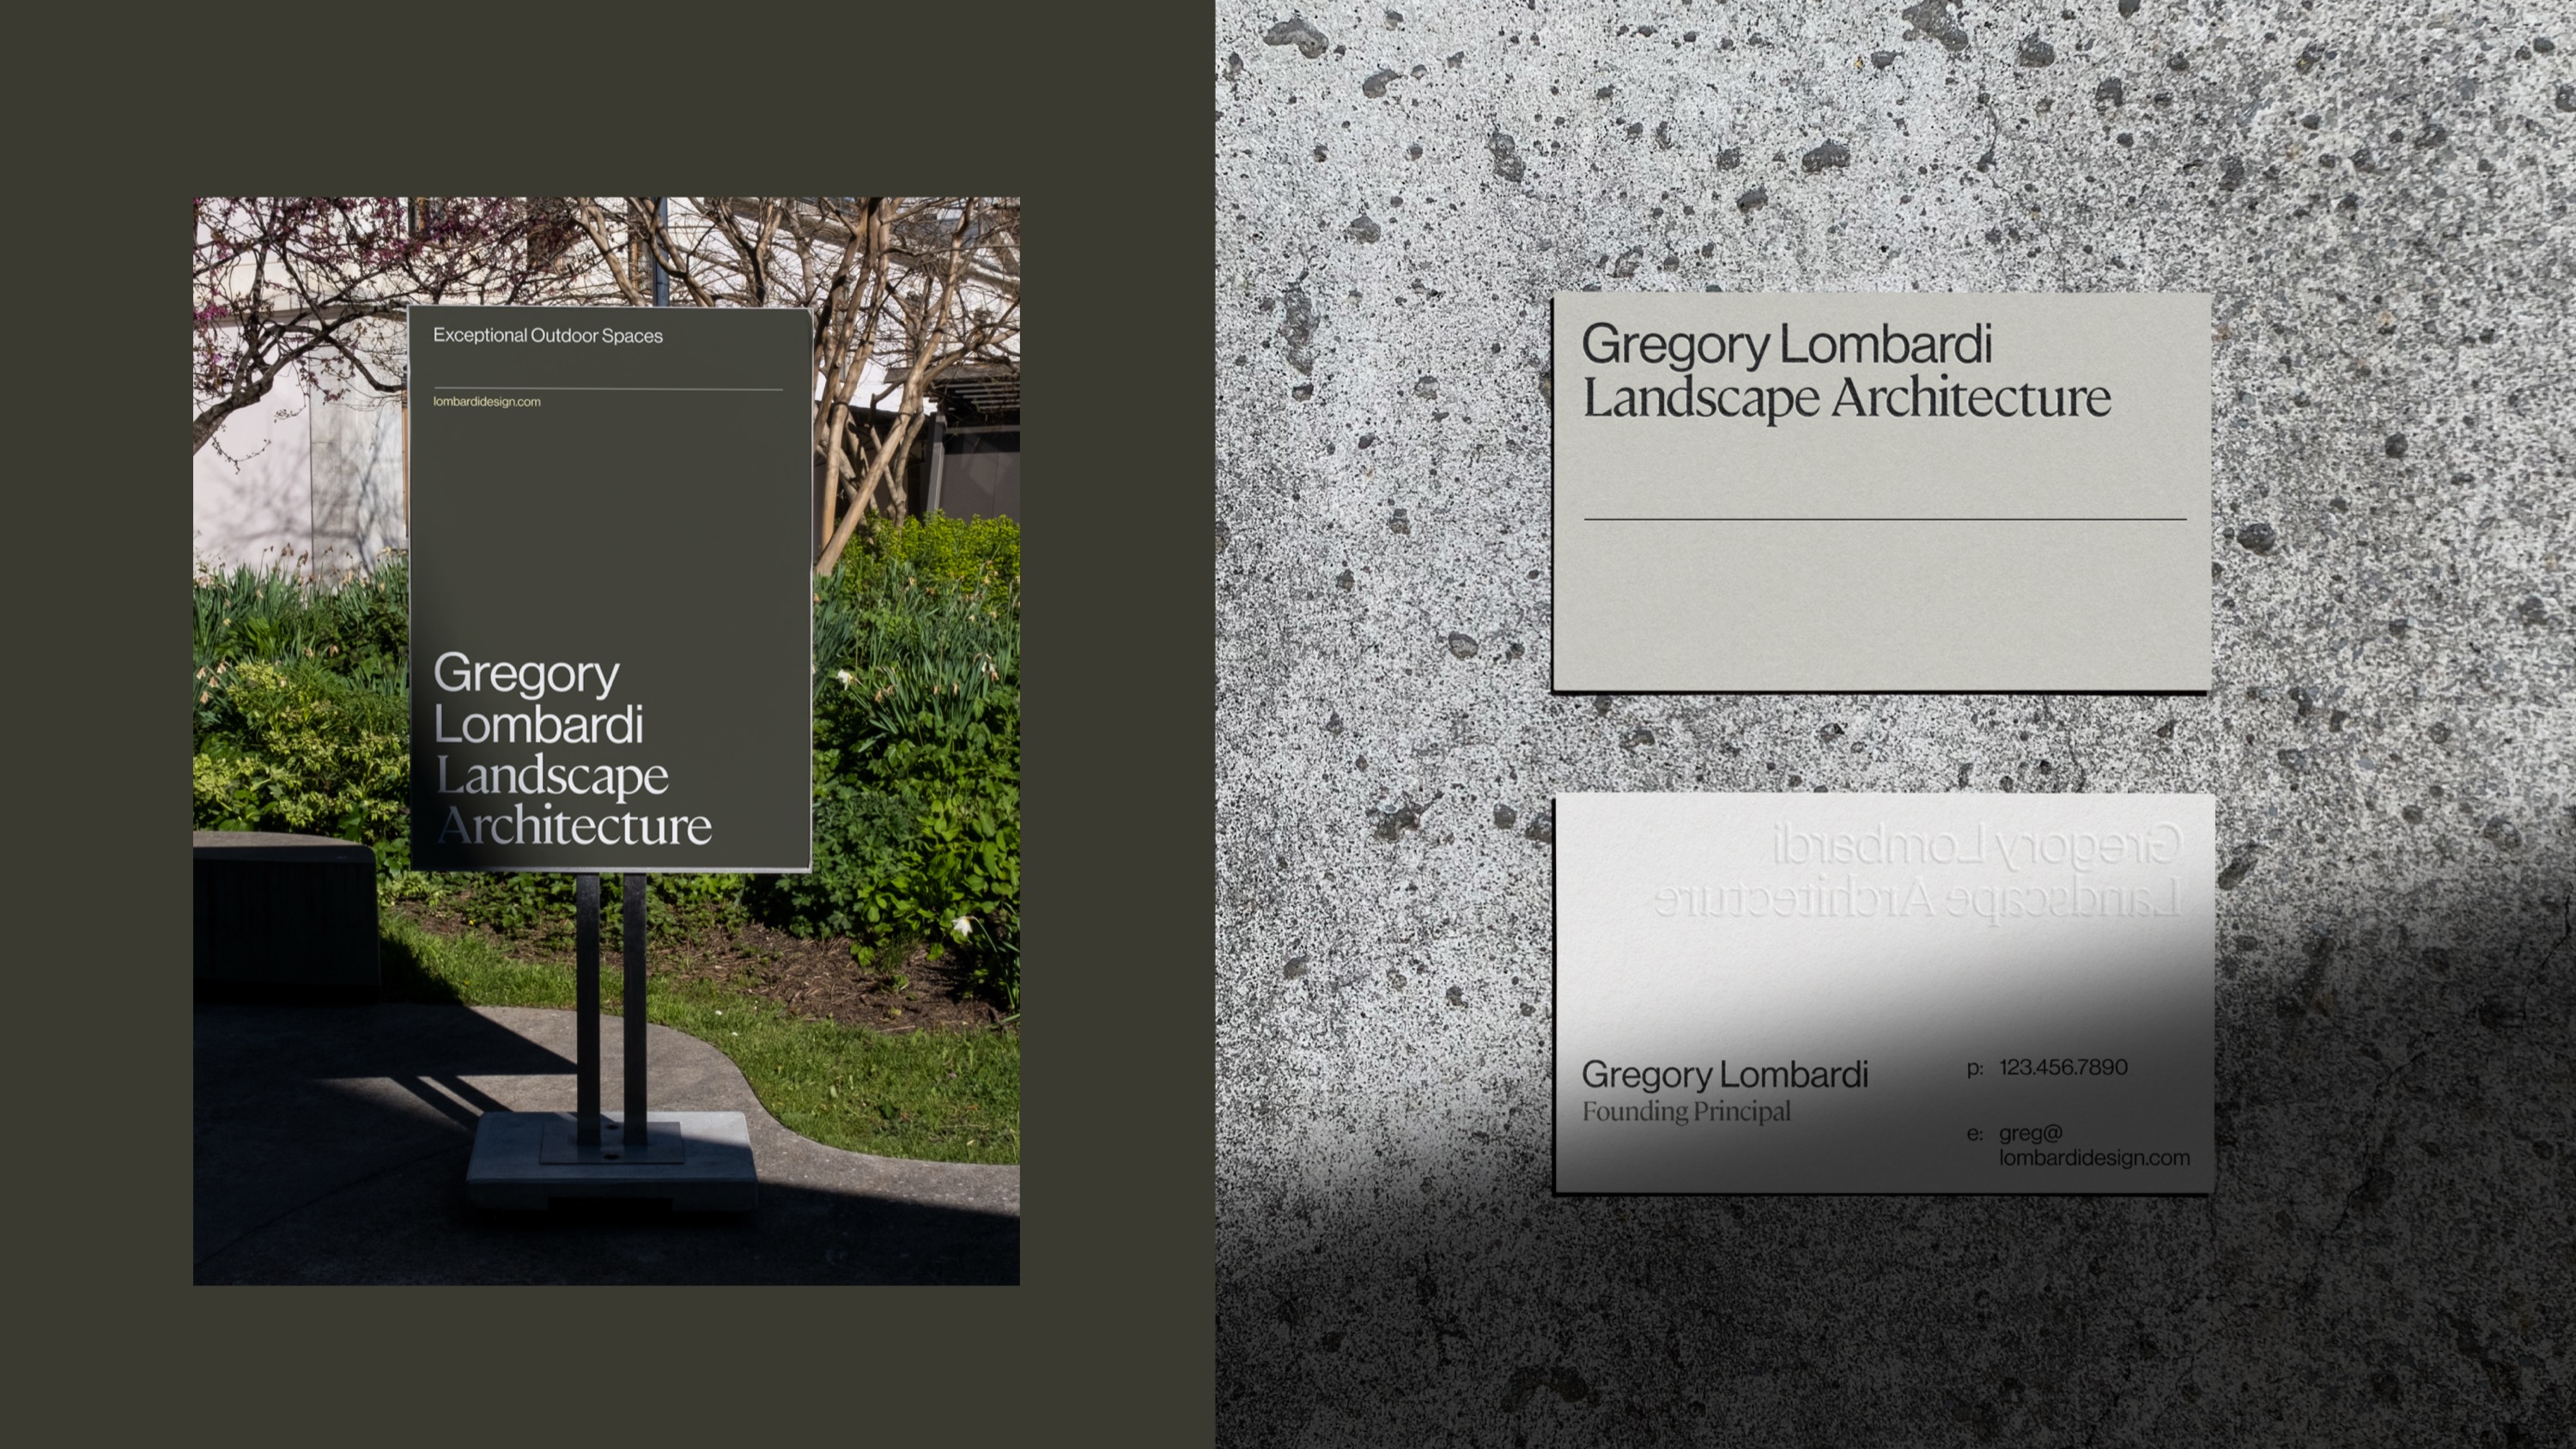 Exceptional Outdoor Spaces
lombardidesign.com
Gregory
Lombardi
Landscape
Architecture
Gregory Lombardi
Landscape Architecture
Gregory Lombardi
Landscape Architecture
Gregory Lombardi
Founding Principal
p: 123.456.7890
e: greg@
lombardidesign.com